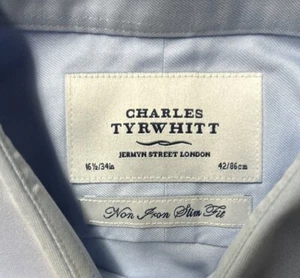 CHARLES
TYRWHITT
JERMYN STREET LONDON
16½/34in 42/86cm
Non Iron Slim Fit